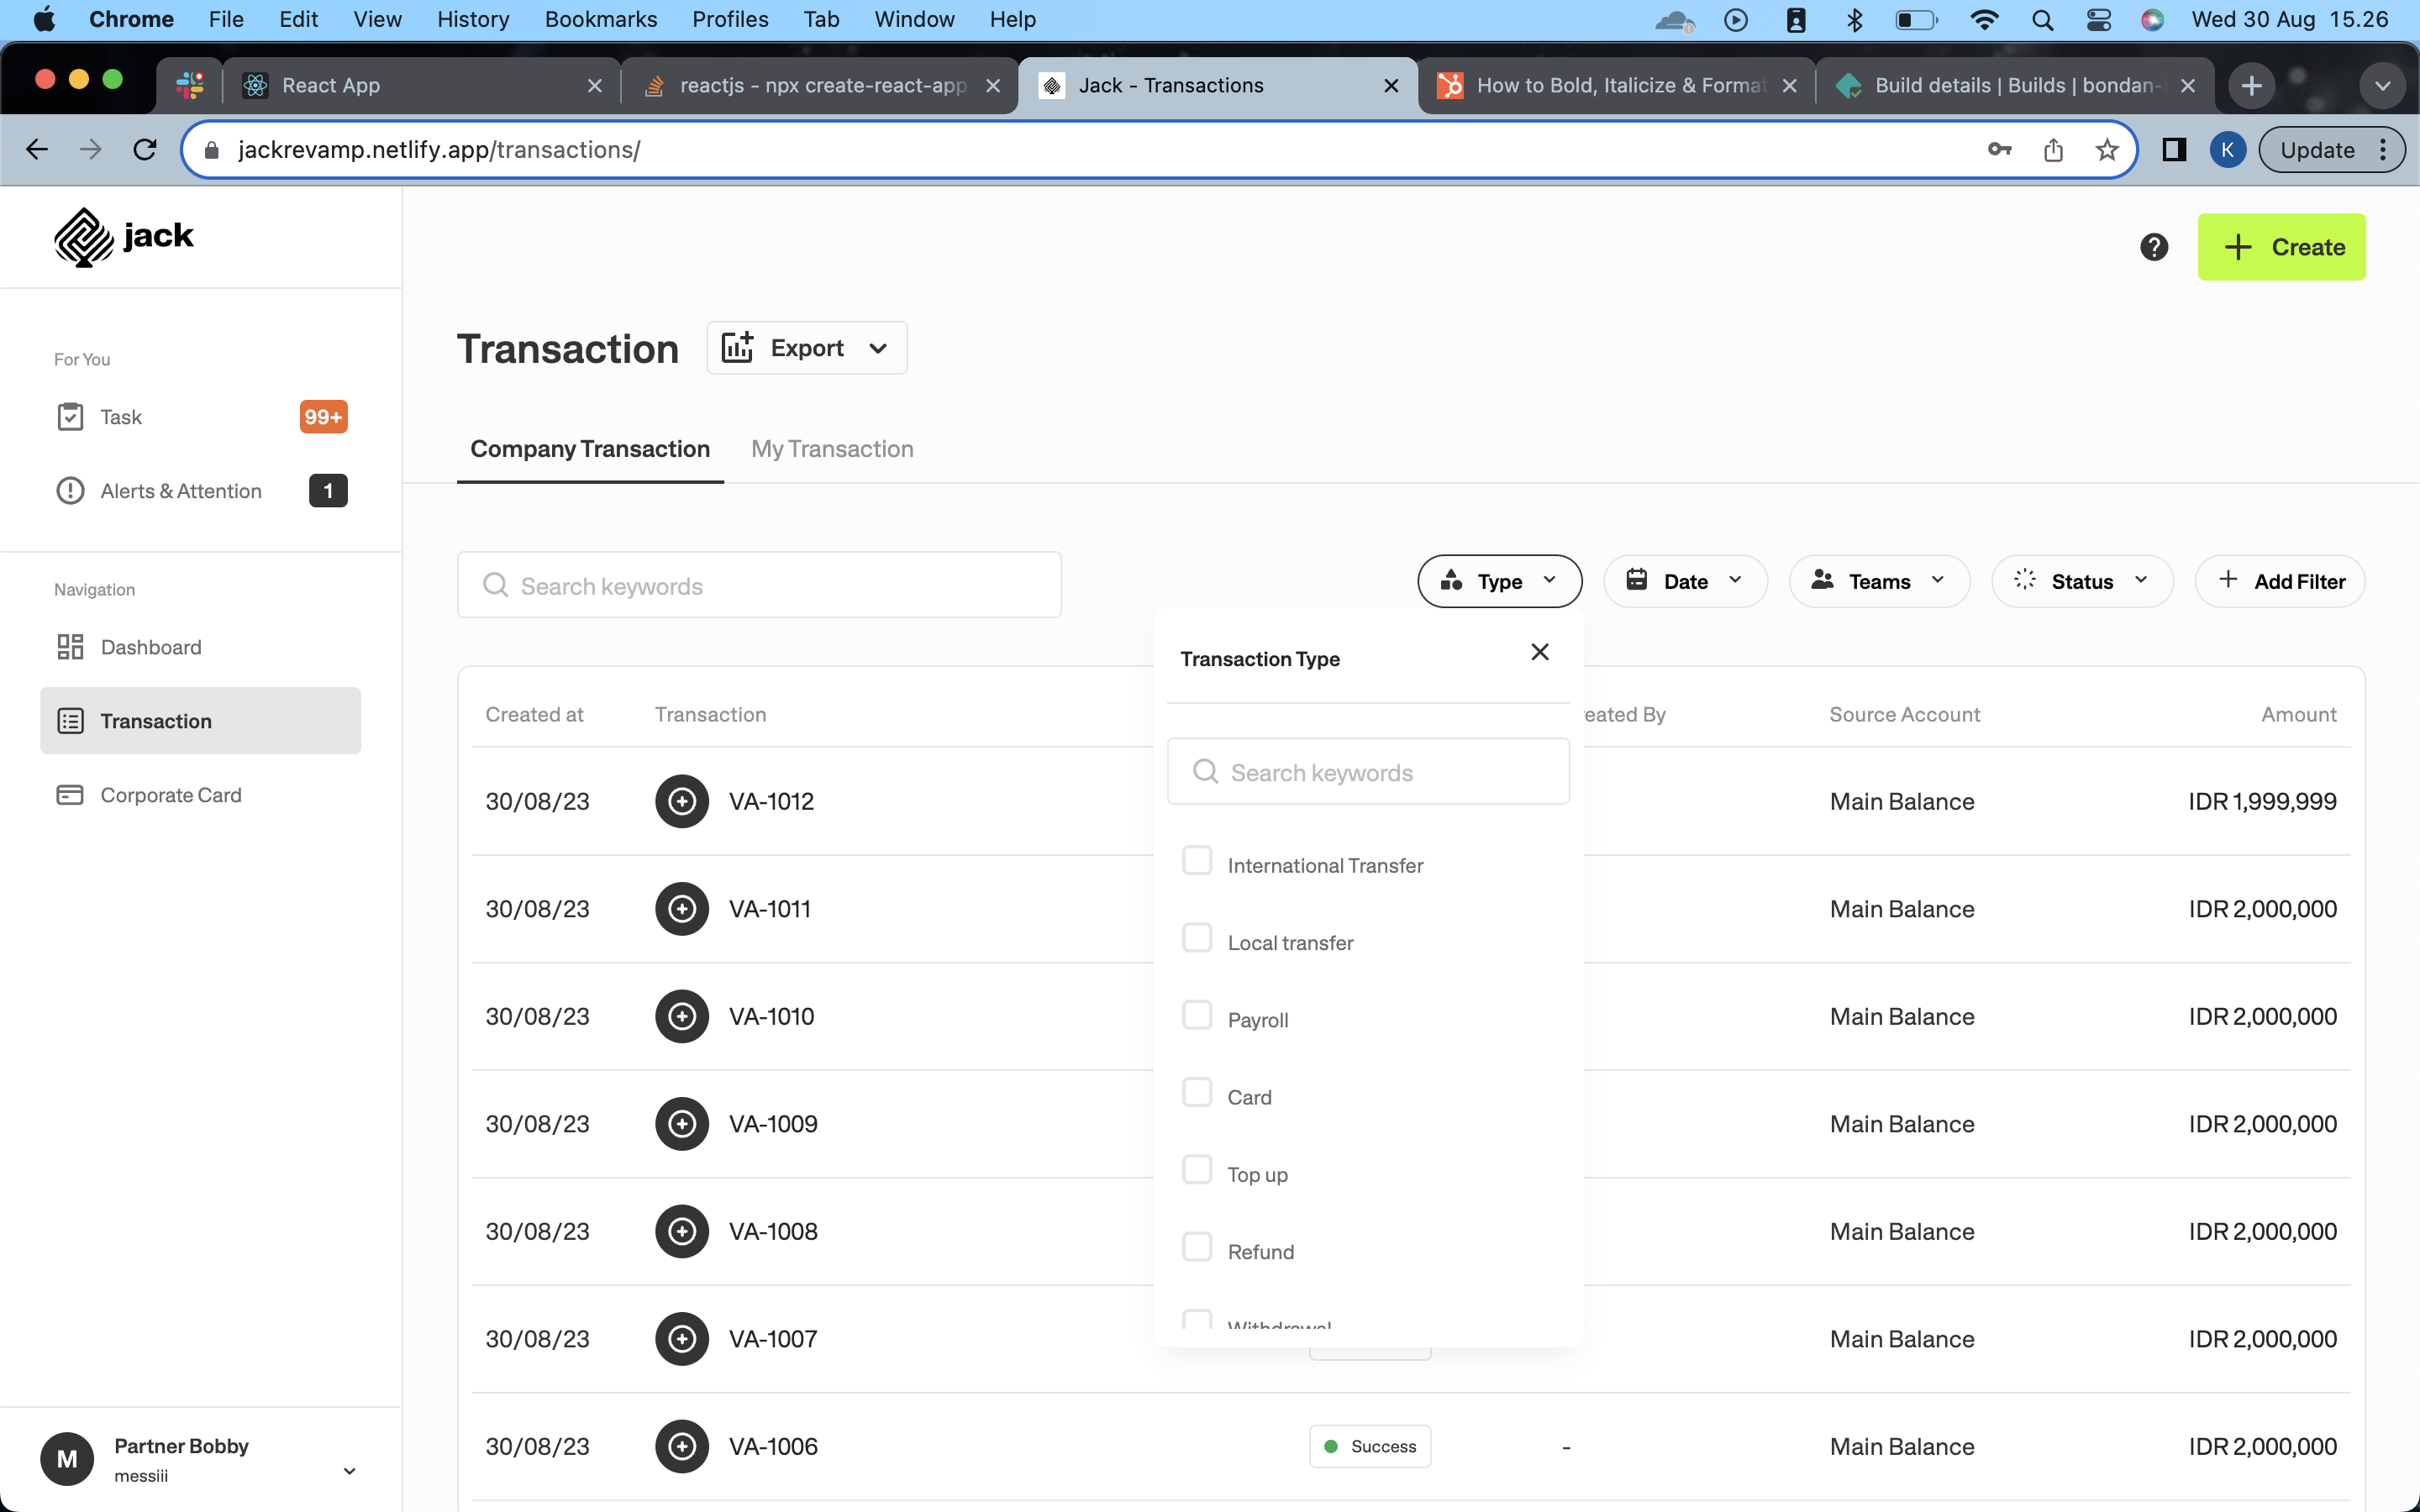 Chrome File Edit View History Bookmarks Profiles Tab Window Help Wed 30 Aug 15.26
React App reactjs - npx create-react-app Jack - Transactions How to Bold, Italicize & Format Build details | Builds | bondan-
jackrevamp.netlify.app/transactions/ K Update
jack
Create
For You
Task 99+
Alerts & Attention 1
Navigation
Dashboard
Transaction
Corporate Card
Partner Bobby
M
messiii
Transaction Export
Company Transaction My Transaction
Search keywords Type Date Teams Status Add Filter
Transaction Type
Search keywords
International Transfer
Local transfer
Payroll
Card
Top up
Refund
Withdrawal
Created at Transaction eated By Source Account Amount
30/08/23 VA-1012 Main Balance IDR 1,999,999
30/08/23 VA-1011 Main Balance IDR 2,000,000
30/08/23 VA-1010 Main Balance IDR 2,000,000
30/08/23 VA-1009 Main Balance IDR 2,000,000
30/08/23 VA-1008 Main Balance IDR 2,000,000
30/08/23 VA-1007 Main Balance IDR 2,000,000
30/08/23 VA-1006 Success - Main Balance IDR 2,000,000